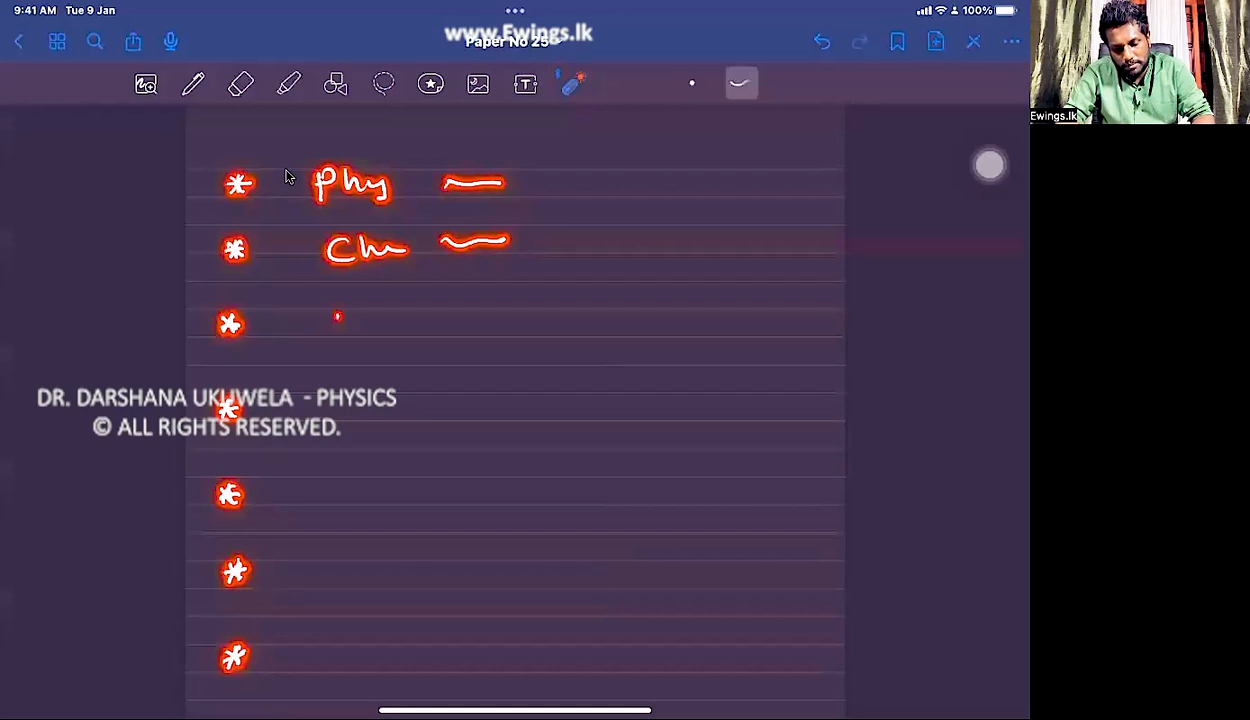 9:41 AM Tue 9 Jan
100%
www.Ewings.lk
Paper No 25
T
Ewings.lk
* Phy —
* Ch
*
DR. DARSHANA UKUWELA - PHYSICS
*
© ALL RIGHTS RESERVED.
*
*
*